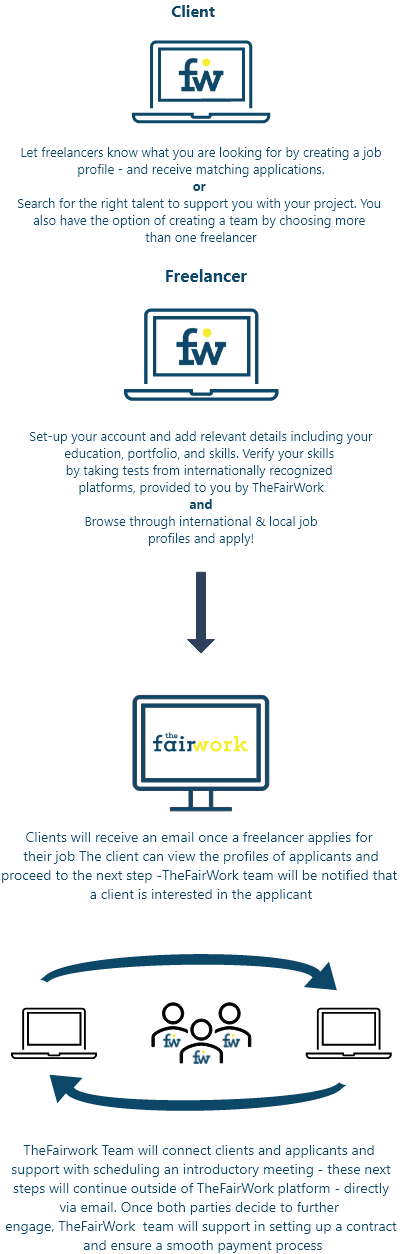 Client
fw
Let freelancers know what you are looking for by creating a job
profile - and receive matching applications.
or
Search for the right talent to support you with your project. You
also have the option of creating a team by choosing more
than one freelancer
Freelancer
fw
Set-up your account and add relevant details including your
education, portfolio, and skills. Verify your skills
by taking tests from internationally recognized
platforms, provided to you by TheFairWork
and
Browse through international & local job
profiles and apply!
the
fairwork
Clients will receive an email once a freelancer applies for
their job The client can view the profiles of applicants and
proceed to the next step -TheFairWork team will be notified that
a client is interested in the applicant
fw
fw
fw
TheFairwork Team will connect clients and applicants and
support with scheduling an introductory meeting - these next
steps will continue outside of TheFairWork platform - directly
via email. Once both parties decide to further
engage, TheFairWork team will support in setting up a contract
and ensure a smooth payment process